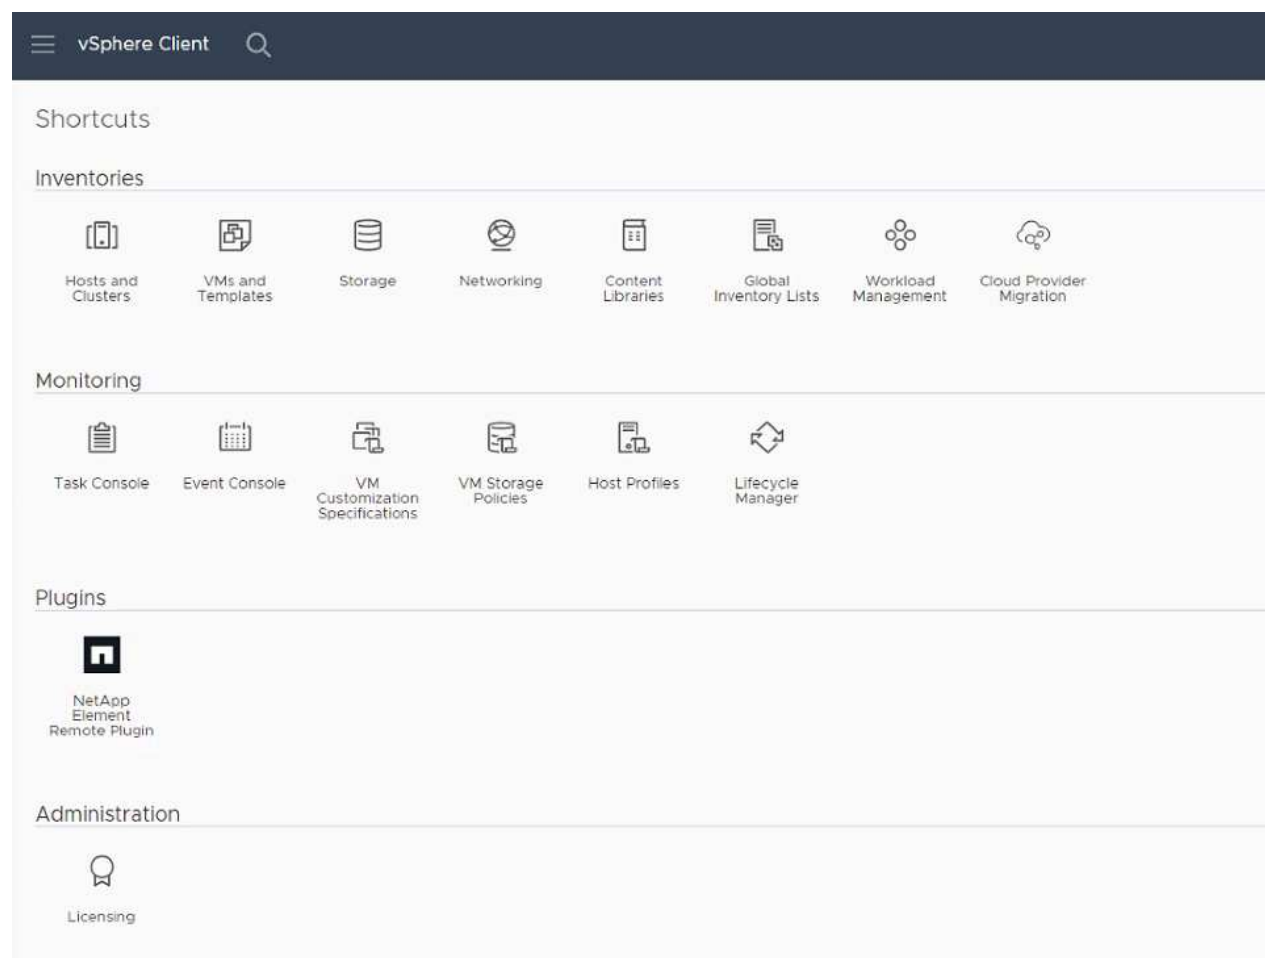 vSphere Client
Shortcuts
Inventories
Hosts and
Clusters
VMs and
Templates
Storage
Networking
Content
Libraries
Global
Inventory Lists
Workload
Management
Cloud Provider
Migration
Monitoring
Task Console
Event Console
VM
Customization
Specifications
VM Storage
Policies
Host Profiles
Lifecycle
Manager
Plugins
NetApp
Element
Remote Plugin
Administration
Licensing